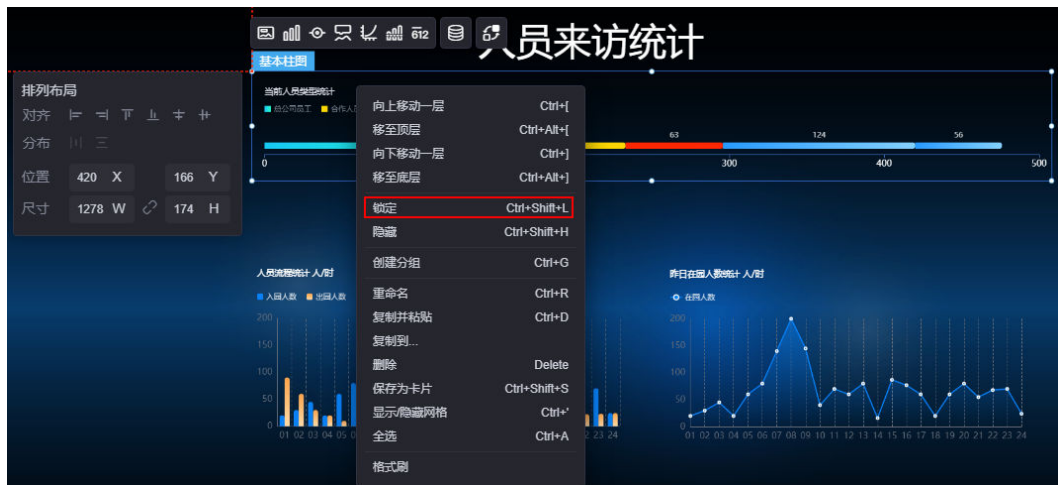 612
人员来访统计
基本柱图
排列布局
对齐
分布
位置 420 X 166 Y
尺寸 1278 W 174 H
当前人员类型统计
总公司员工 合作人
63 124 56
0 300 400 500
向上移动一层 Ctrl+[
移至顶层 Ctrl+Alt+[
向下移动一层 Ctrl+]
移至底层 Ctrl+Alt+]
锁定 Ctrl+Shift+L
隐藏 Ctrl+Shift+H
创建分组 Ctrl+G
重命名 Ctrl+R
复制并粘贴 Ctrl+D
复制到...
删除 Delete
保存为卡片 Ctrl+Shift+S
显示/隐藏网格 Ctrl+'
全选 Ctrl+A
格式刷
人员流程统计 人/时
入园人数 出园人数
200
150
100
50
0
01 02 03 04 05 0
23 24
昨日在园人数统计 人/时
在园人数
200
150
100
50
0
01 02 03 04 05 06 07 08 09 10 11 12 13 14 15 16 17 18 19 20 21 22 23 24